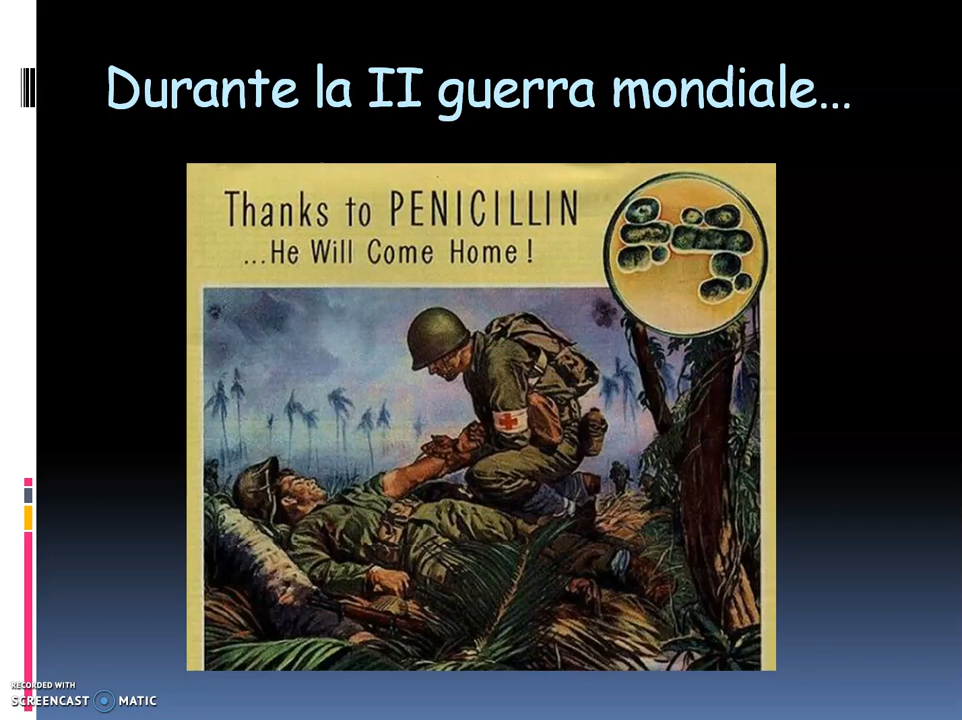 Durante la II guerra mondiale...
Thanks to PENICILLIN
...He Will Come Home!
RECORDED WITH
SCREENCAST MATIC